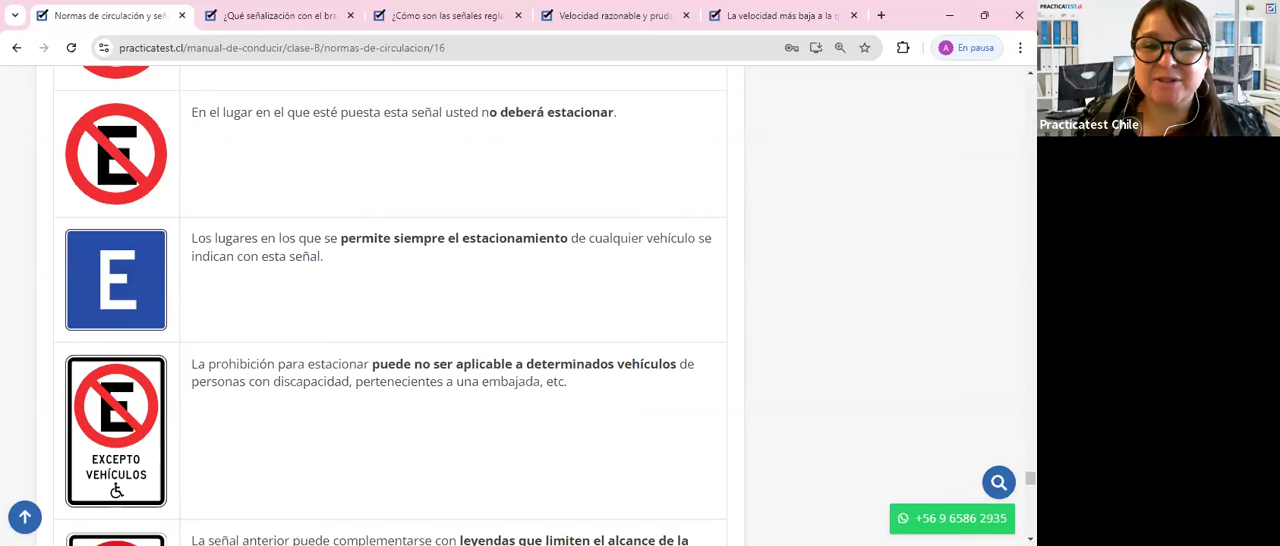 Normas de circulación y señ
¿Qué señalización con el bra
¿Cómo son las señales regla
Velocidad razonable y prude
La velocidad más baja a la q
practicatest.cl/manual-de-conducir/clase-B/normas-de-circulacion/16
A
En pausa
PRACTICATEST.cl
Practicatest Chile
E
En el lugar en el que esté puesta esta señal usted no deberá estacionar.
E
Los lugares en los que se permite siempre el estacionamiento de cualquier vehículo se
indican con esta señal.
E
EXCEPTO
VEHÍCULOS
La prohibición para estacionar puede no ser aplicable a determinados vehículos de
personas con discapacidad, pertenecientes a una embajada, etc.
+56 9 6586 2935
La señal anterior puede complementarse con leyendas que limiten el alcance de la